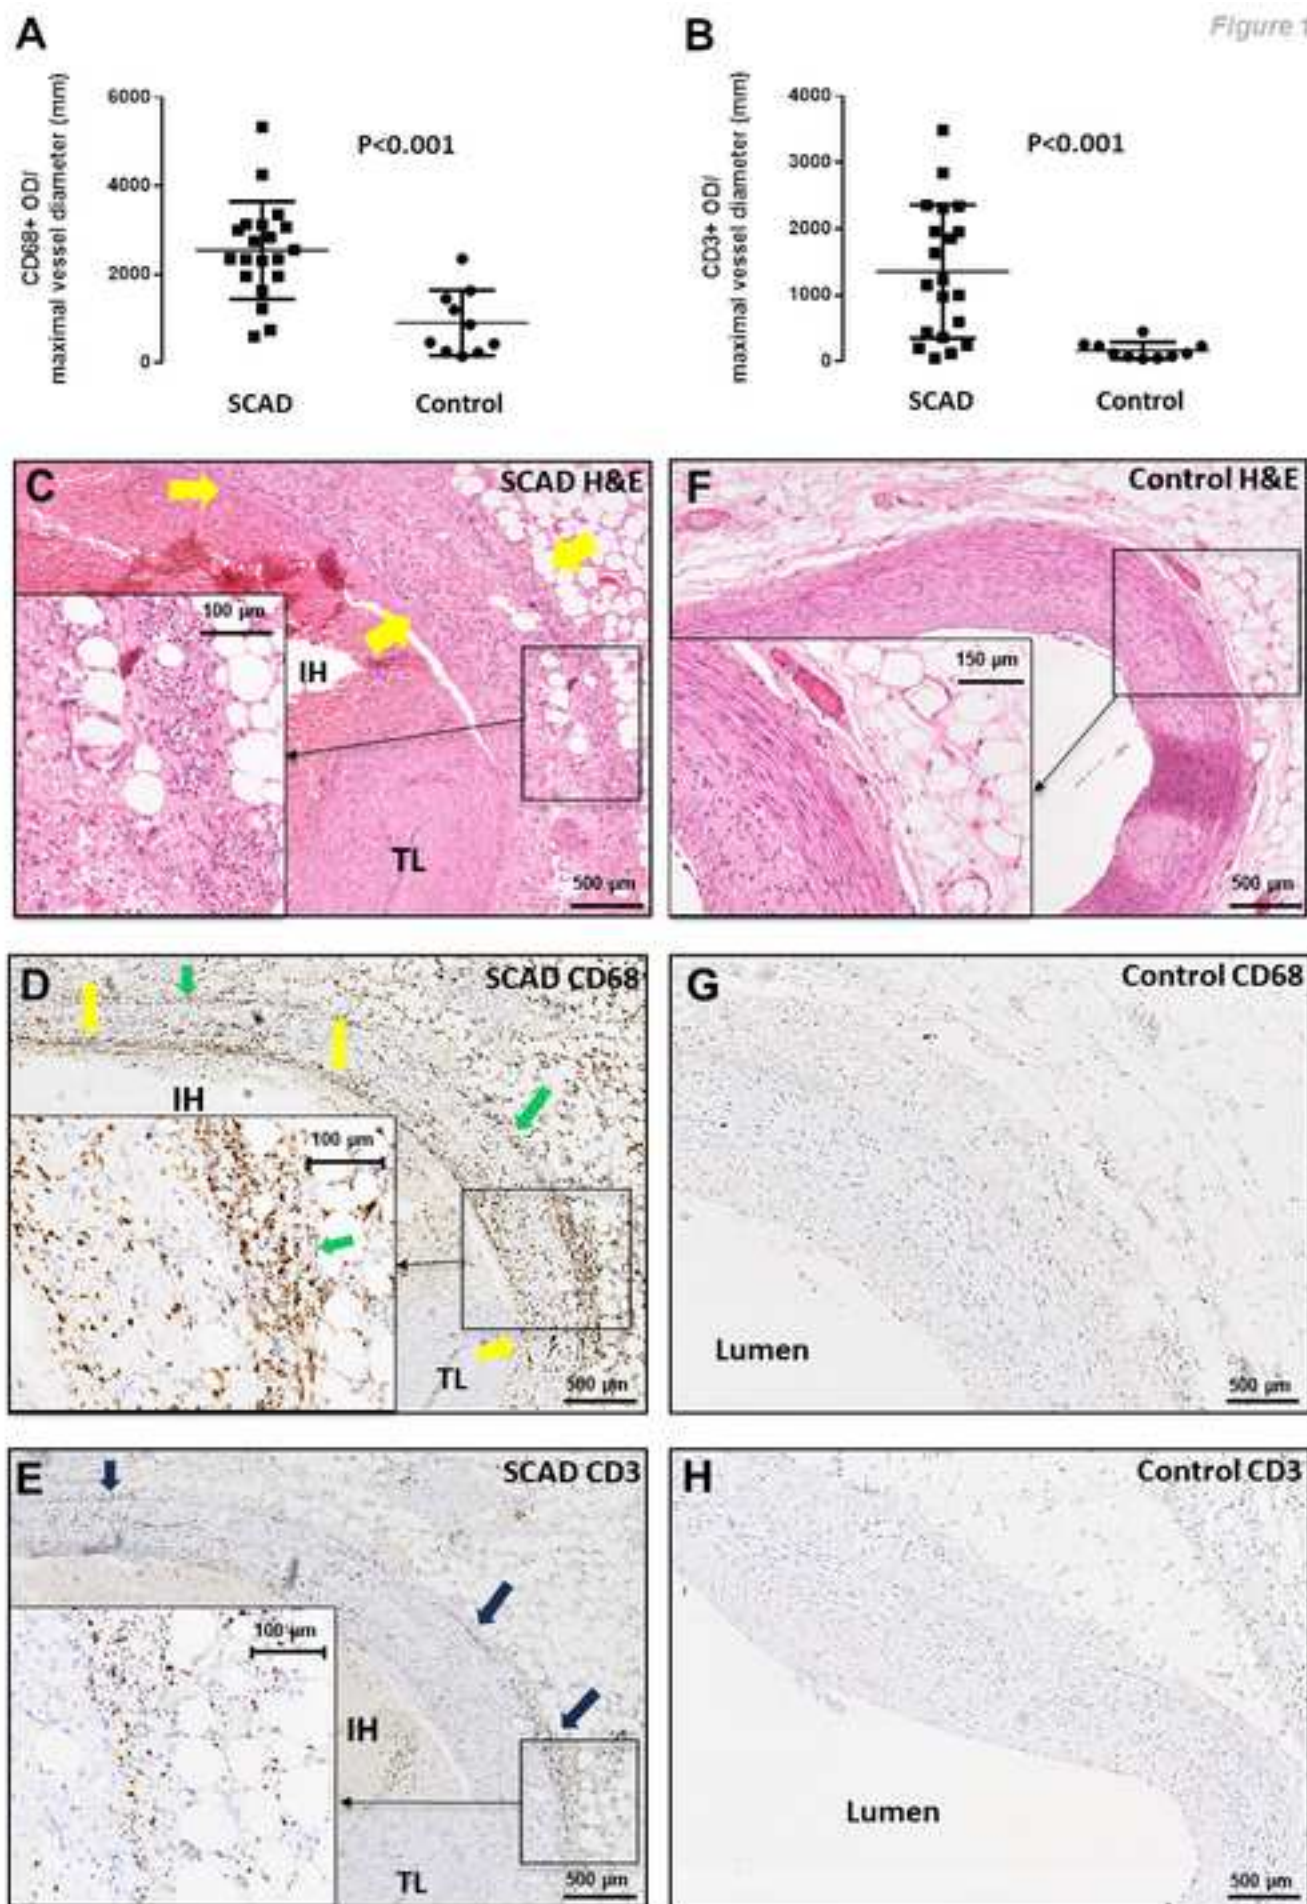 Figure 1
A
B
CD68+ OD/
maximal vessel diameter (mm)
6000
4000
2000
0
P<0.001
SCAD
Control
CD3+ OD/
maximal vessel diameter (mm)
4000
3000
2000
1000
0
P<0.001
SCAD
Control
C
SCAD H&E
100 µm
IH
TL
500 µm
F
Control H&E
150 µm
500 µm
D
SCAD CD68
IH
100 µm
TL
500 µm
G
Control CD68
Lumen
500 µm
E
SCAD CD3
100 µm
IH
TL
500 µm
H
Control CD3
Lumen
500 µm